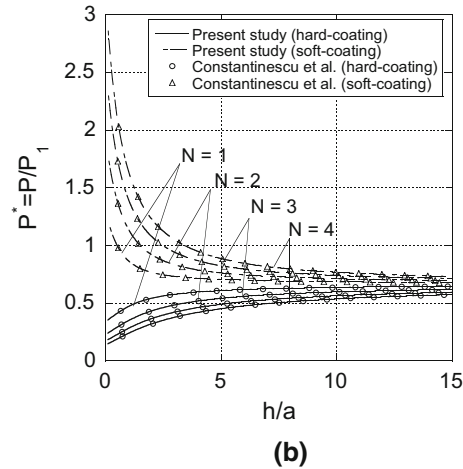 Present study (hard-coating)
Present study (soft-coating)
Constantinescu et al. (hard-coating)
Constantinescu et al. (soft-coating)
3
2.5
2
1.5
1
0.5
0
P*=P/P₁
N = 1
N = 2
N = 3
N = 4
0
5
10
15
h/a
(b)